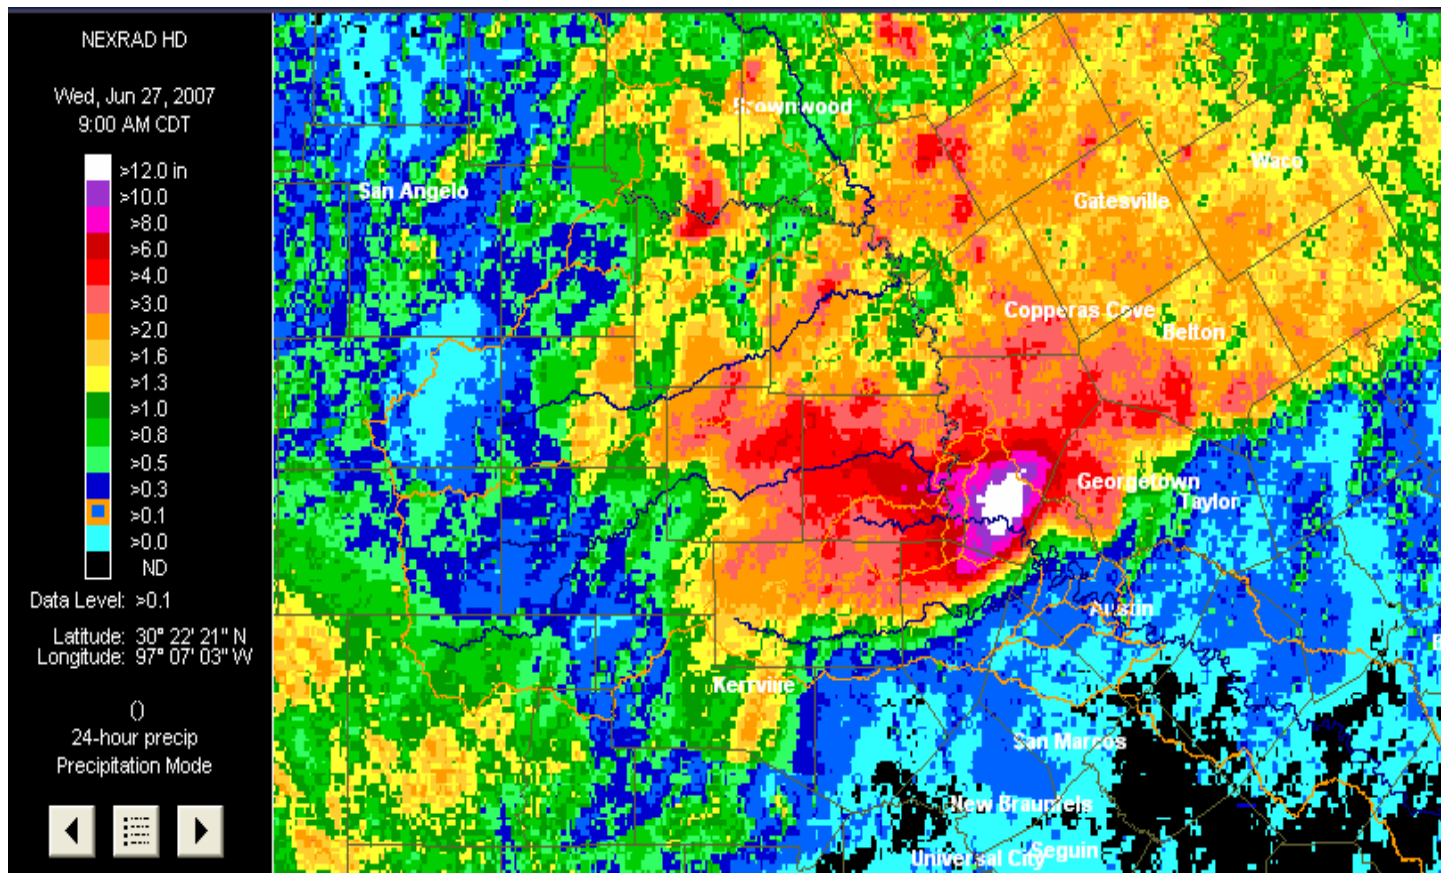 NEXRAD HD
Wed, Jun 27, 2007
9:00 AM CDT
>12.0 in
>10.0
>8.0
>6.0
>4.0
>3.0
>2.0
>1.6
>1.3
>1.0
>0.8
>0.5
>0.3
>0.1
>0.0
ND
Data Level: >0.1
Latitude: 30° 22' 21" N
Longitude: 97° 07' 03" W
()
24-hour precip
Precipitation Mode
Brownwood
Waco
San Angelo
Gatesville
Copperas Cove
Belton
Georgetown
Taylor
Austin
Kerrville
San Marcos
New Braunfels
Seguin
Universal City